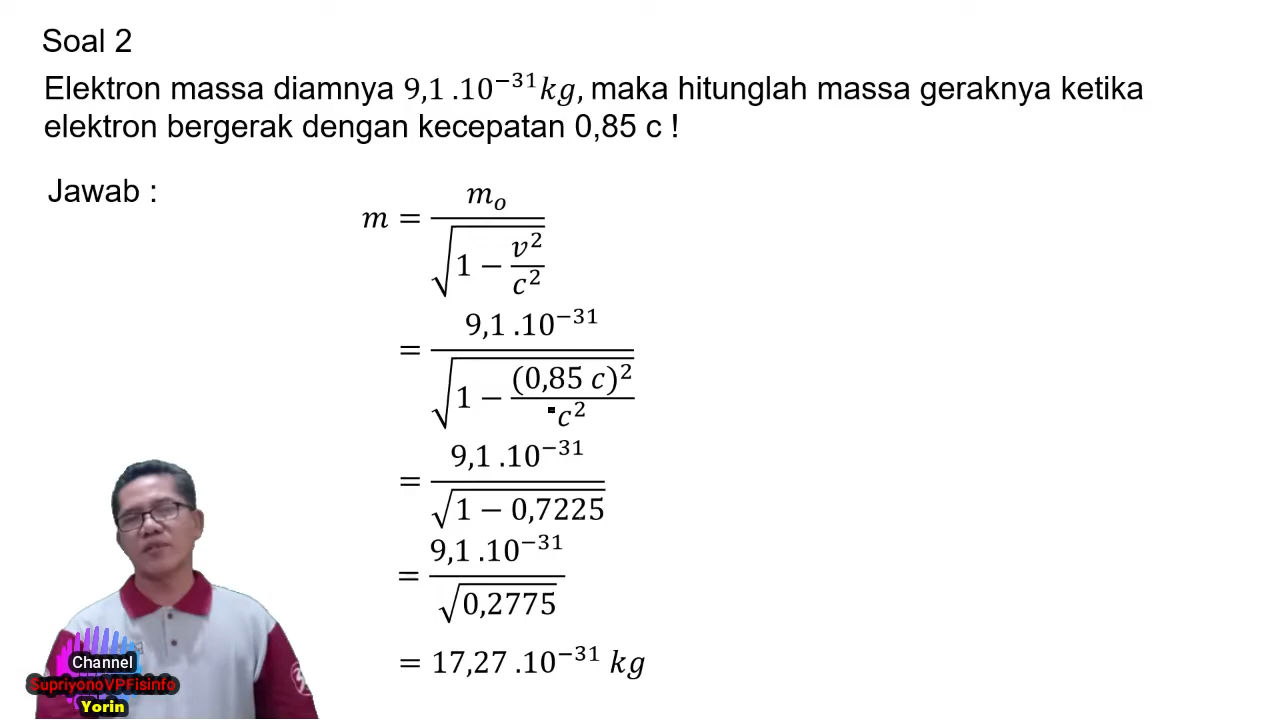 Soal 2
Elektron massa diamnya 9,1 .10⁻³¹kg, maka hitunglah massa geraknya ketika
elektron bergerak dengan kecepatan 0,85 c !
Jawab :
m = mₒ / √(1 − v²/c²)
= 9,1 .10⁻³¹ / √(1 − (0,85 c)²/c²)
= 9,1 .10⁻³¹ / √(1 − 0,7225)
= 9,1 .10⁻³¹ / √(0,2775)
= 17,27 .10⁻³¹ kg
Channel
SupriyonoVPFisinfo
Yorin